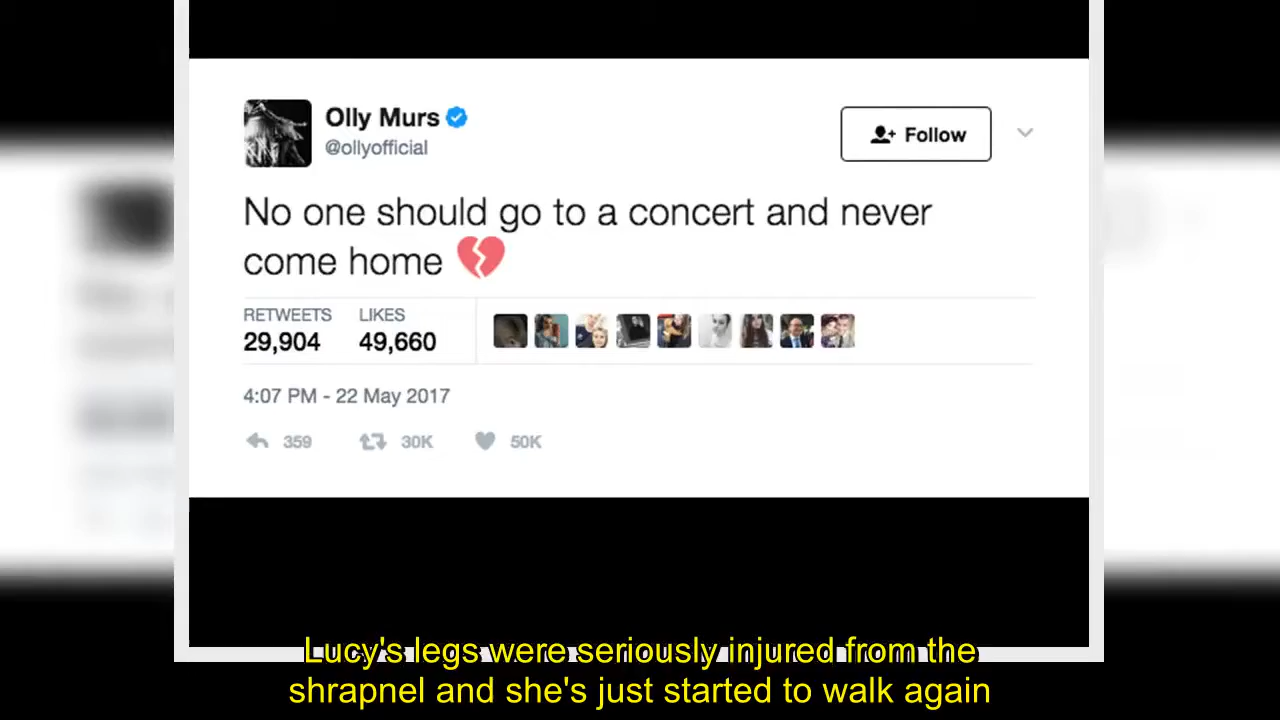 Olly Murs
@ollyofficial
Follow
No one should go to a concert and never
come home 💔
RETWEETS LIKES
29,904 49,660
4:07 PM - 22 May 2017
359 30K 50K
Lucy's legs were seriously injured from the
shrapnel and she's just started to walk again